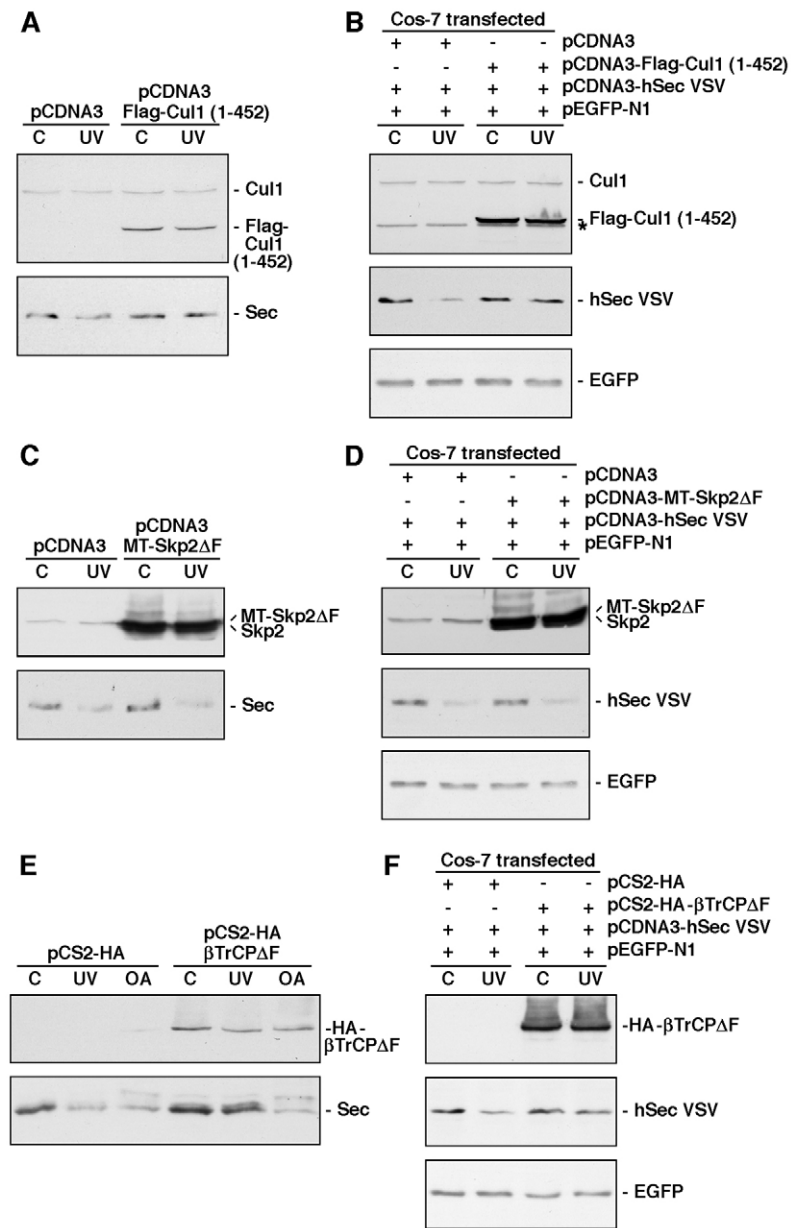 A
pCDNA3
pCDNA3
Flag-Cul1 (1-452)
C UV C UV
- Cul1
- Flag-
Cul1
(1-452)
- Sec
B
Cos-7 transfected
+ + - - pCDNA3
- - + + pCDNA3-Flag-Cul1 (1-452)
+ + + + pCDNA3-hSec VSV
+ + + + pEGFP-N1
C UV C UV
- Cul1
- Flag-Cul1 (1-452)
*
- hSec VSV
- EGFP
C
pCDNA3
pCDNA3
MT-Skp2ΔF
C UV C UV
MT-Skp2ΔF
Skp2
- Sec
D
Cos-7 transfected
+ + - - pCDNA3
- - + + pCDNA3-MT-Skp2ΔF
+ + + + pCDNA3-hSec VSV
+ + + + pEGFP-N1
C UV C UV
MT-Skp2ΔF
Skp2
- hSec VSV
- EGFP
E
pCS2-HA
pCS2-HA
βTrCPΔF
C UV OA C UV OA
-HA-
βTrCPΔF
- Sec
F
Cos-7 transfected
+ + - - pCS2-HA
- - + + pCS2-HA-βTrCPΔF
+ + + + pCDNA3-hSec VSV
+ + + + pEGFP-N1
C UV C UV
-HA-βTrCPΔF
- hSec VSV
- EGFP